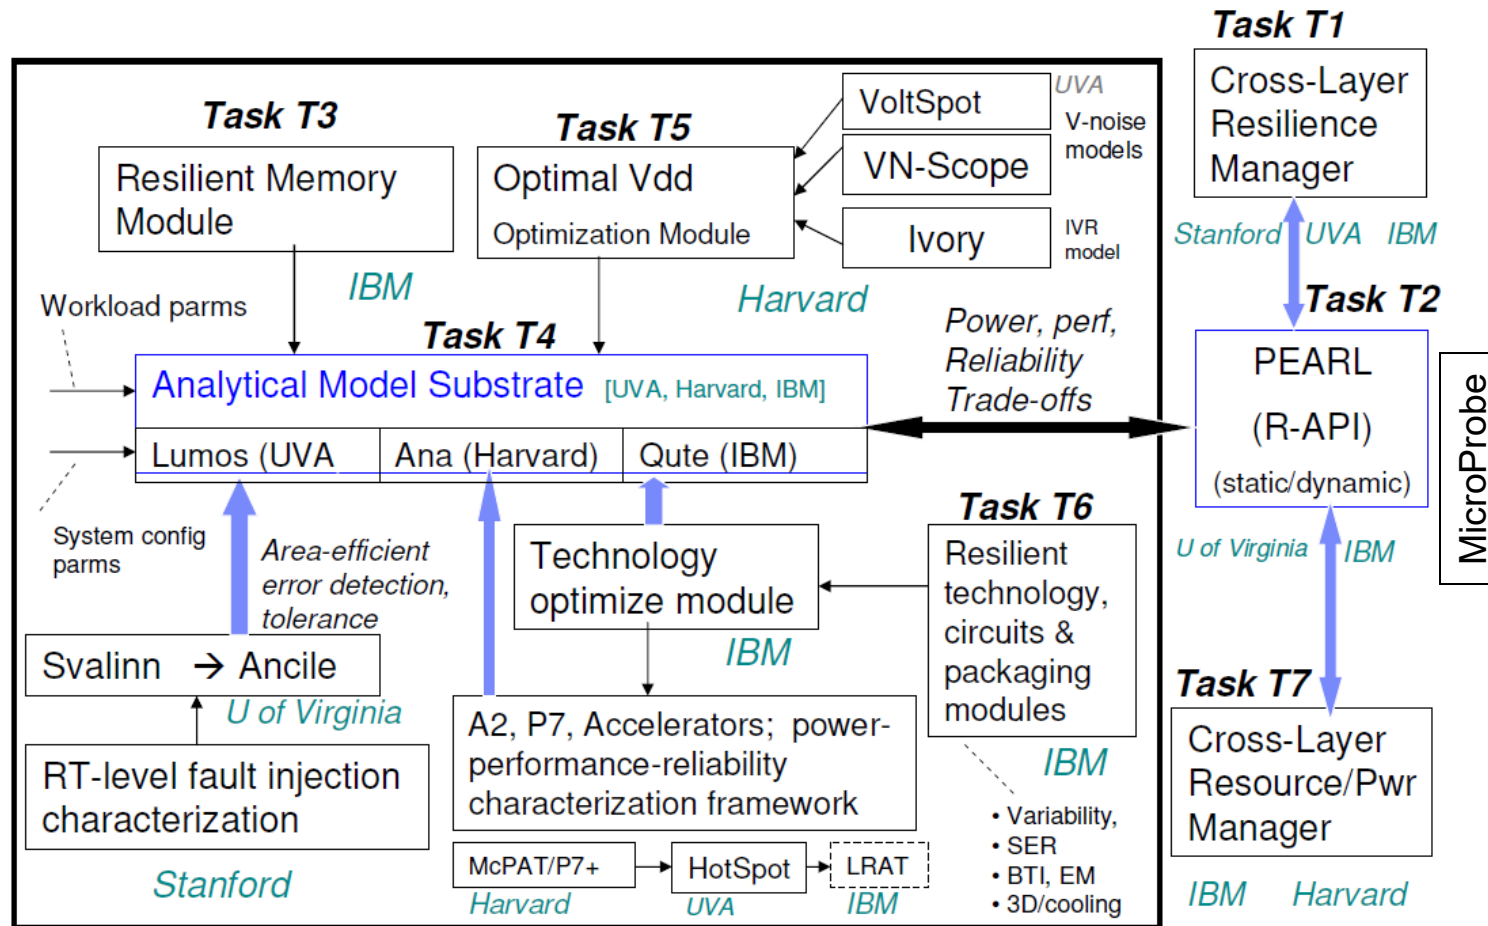 Task T1
Cross-Layer
Resilience
Manager
Stanford UVA IBM
Task T2
PEARL
(R-API)
(static/dynamic)
MicroProbe
U of Virginia IBM
Task T7
Cross-Layer
Resource/Pwr
Manager
IBM Harvard
Task T3
Resilient Memory
Module
IBM
Task T5
Optimal Vdd
Optimization Module
Harvard
VoltSpot
UVA
V-noise
models
VN-Scope
Ivory
IVR
model
Workload parms
Task T4
Analytical Model Substrate [UVA, Harvard, IBM]
Lumos (UVA
Ana (Harvard)
Qute (IBM)
Power, perf,
Reliability
Trade-offs
System config
parms
Area-efficient
error detection,
tolerance
Svalinn → Ancile
U of Virginia
RT-level fault injection
characterization
Stanford
Technology
optimize module
IBM
Task T6
Resilient
technology,
circuits &
packaging
modules
IBM
• Variability,
• SER
• BTI, EM
• 3D/cooling
A2, P7, Accelerators; power-
performance-reliability
characterization framework
McPAT/P7+
Harvard
HotSpot
UVA
LRAT
IBM